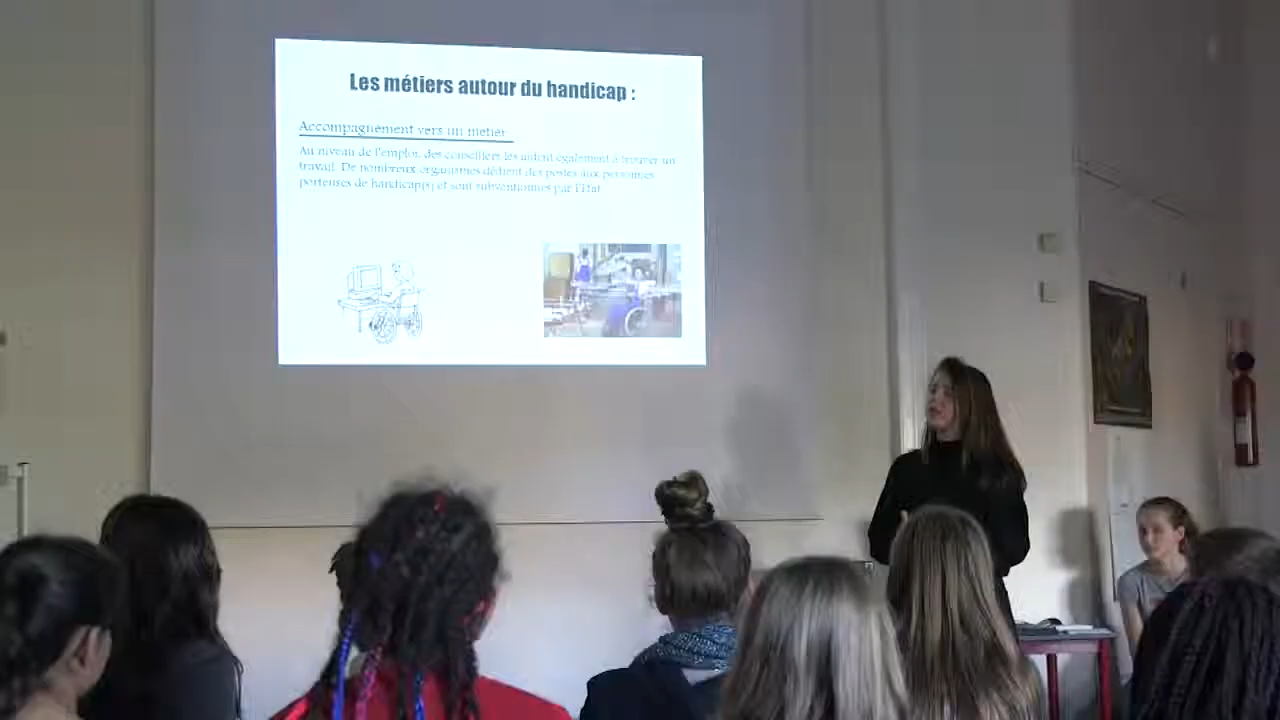 Les métiers autour du handicap :
Accompagnement vers un métier
Au niveau de l'emploi, des conseillers les aident également à trouver un
travail. De nombreux organismes dédient des postes aux personnes
porteuses de handicap(s) et sont subventionnés par l'Etat